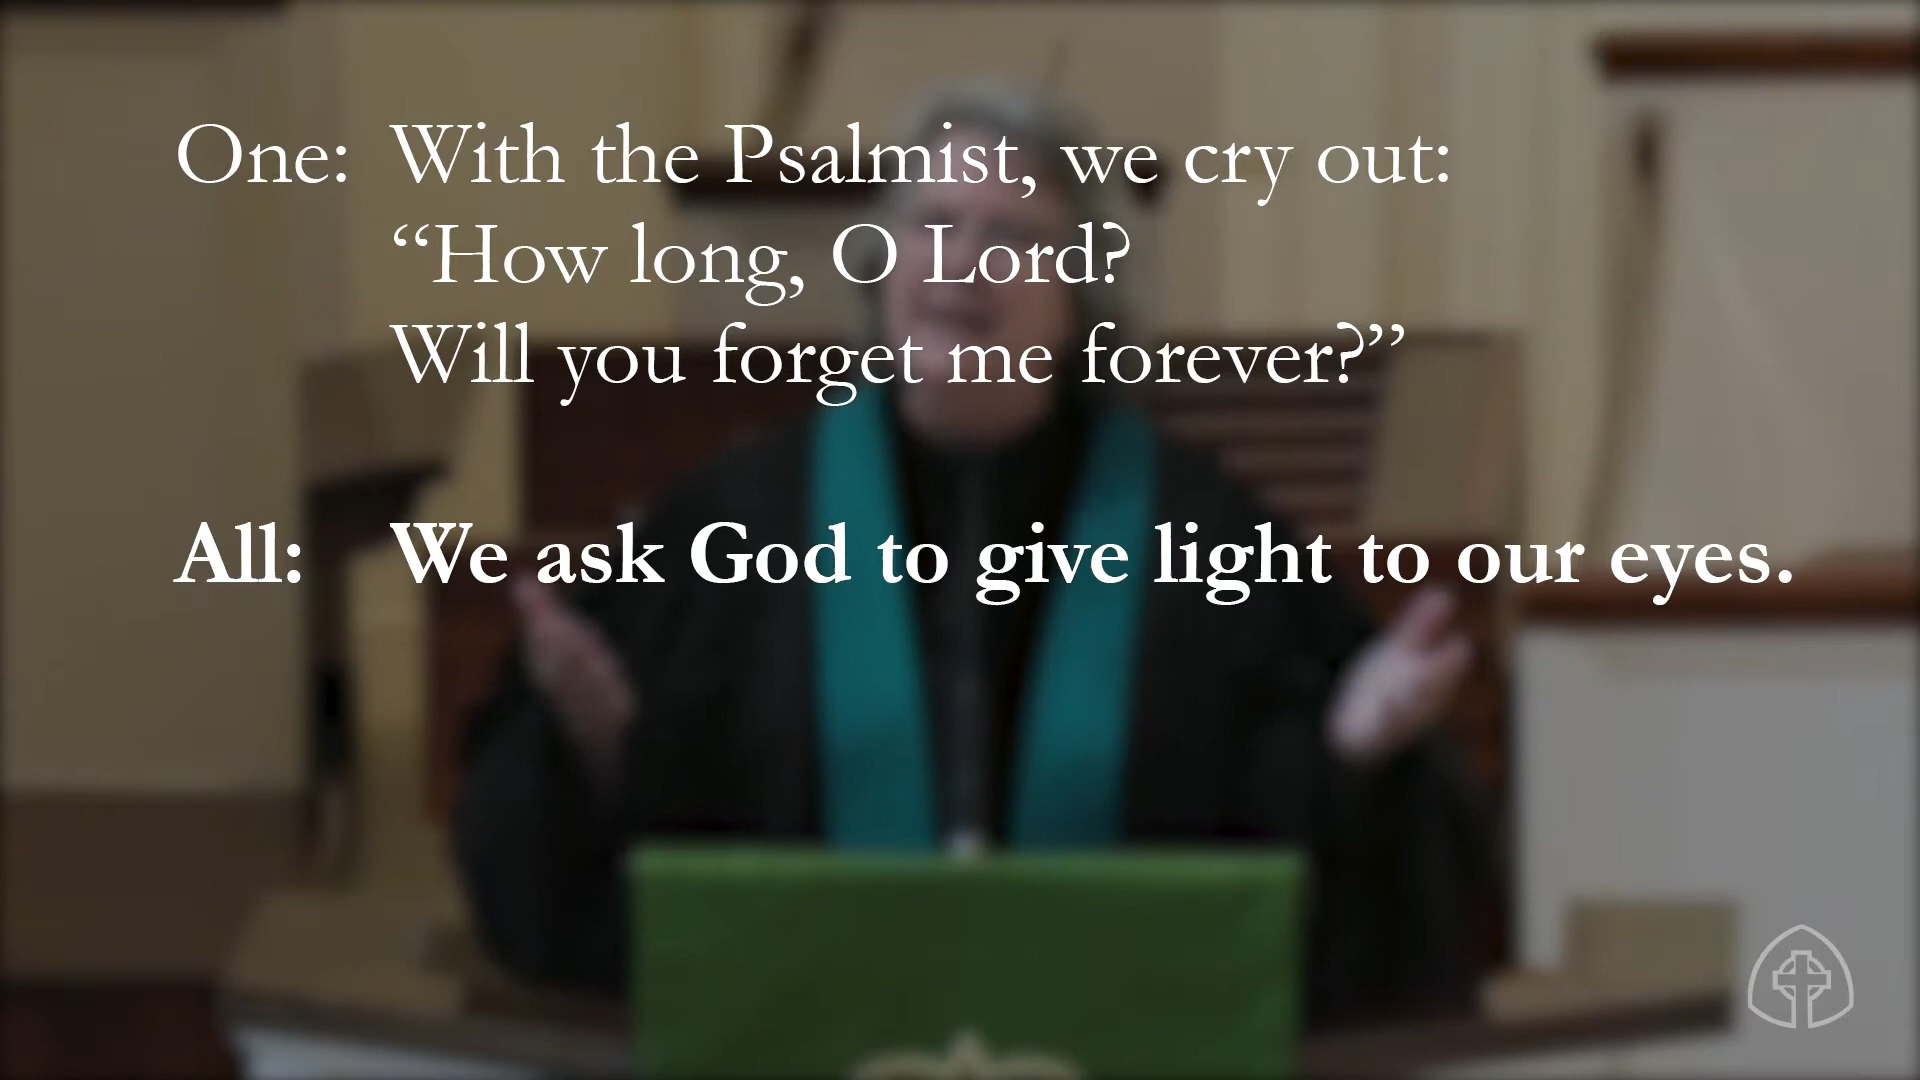 One: With the Psalmist, we cry out:
“How long, O Lord?
Will you forget me forever?”
All: We ask God to give light to our eyes.